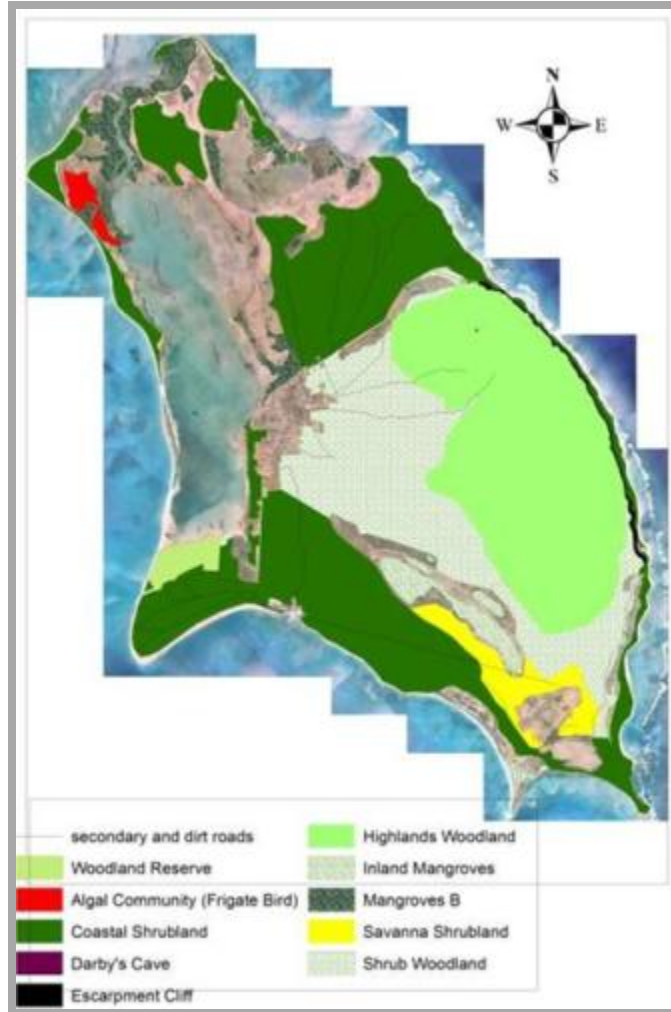 N
W E
S
secondary and dirt roads
Woodland Reserve
Algal Community (Frigate Bird)
Coastal Shrubland
Darby's Cave
Escarpment Cliff
Highlands Woodland
Inland Mangroves
Mangroves B
Savanna Shrubland
Shrub Woodland